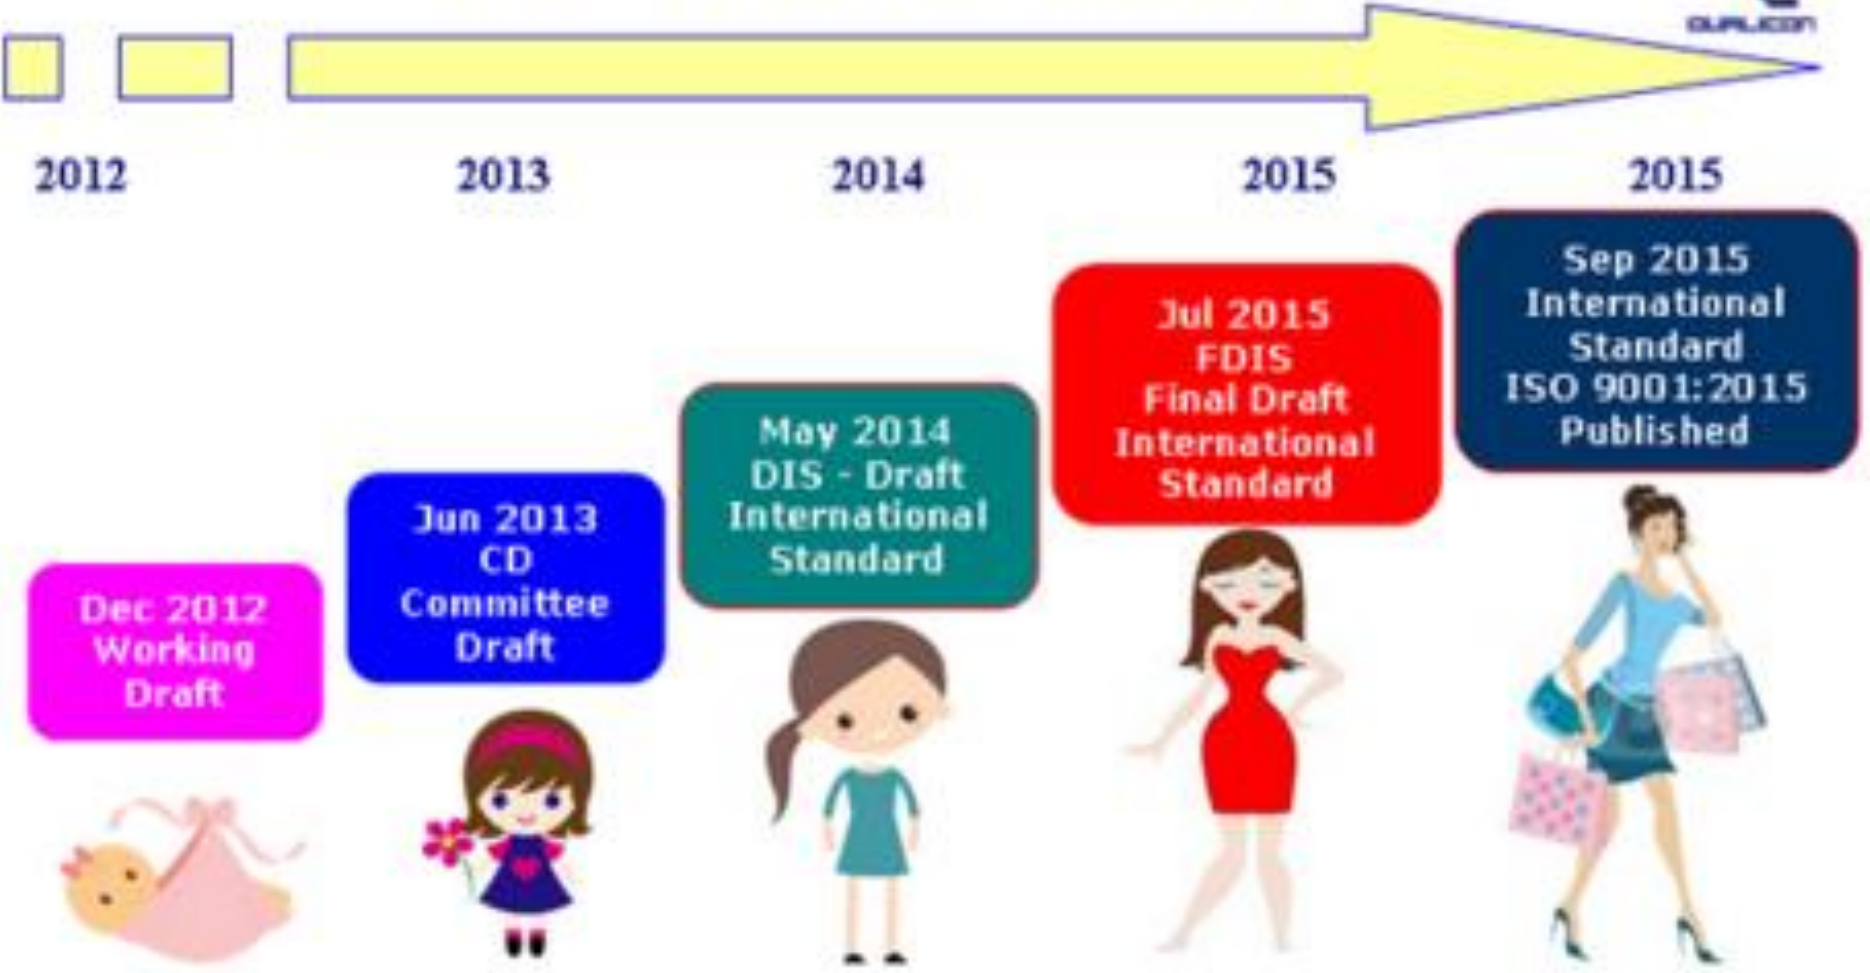 QUALICON
2012
2013
2014
2015
2015
Dec 2012
Working
Draft
Jun 2013
CD
Committee
Draft
May 2014
DIS - Draft
International
Standard
Jul 2015
FDIS
Final Draft
International
Standard
Sep 2015
International
Standard
ISO 9001:2015
Published